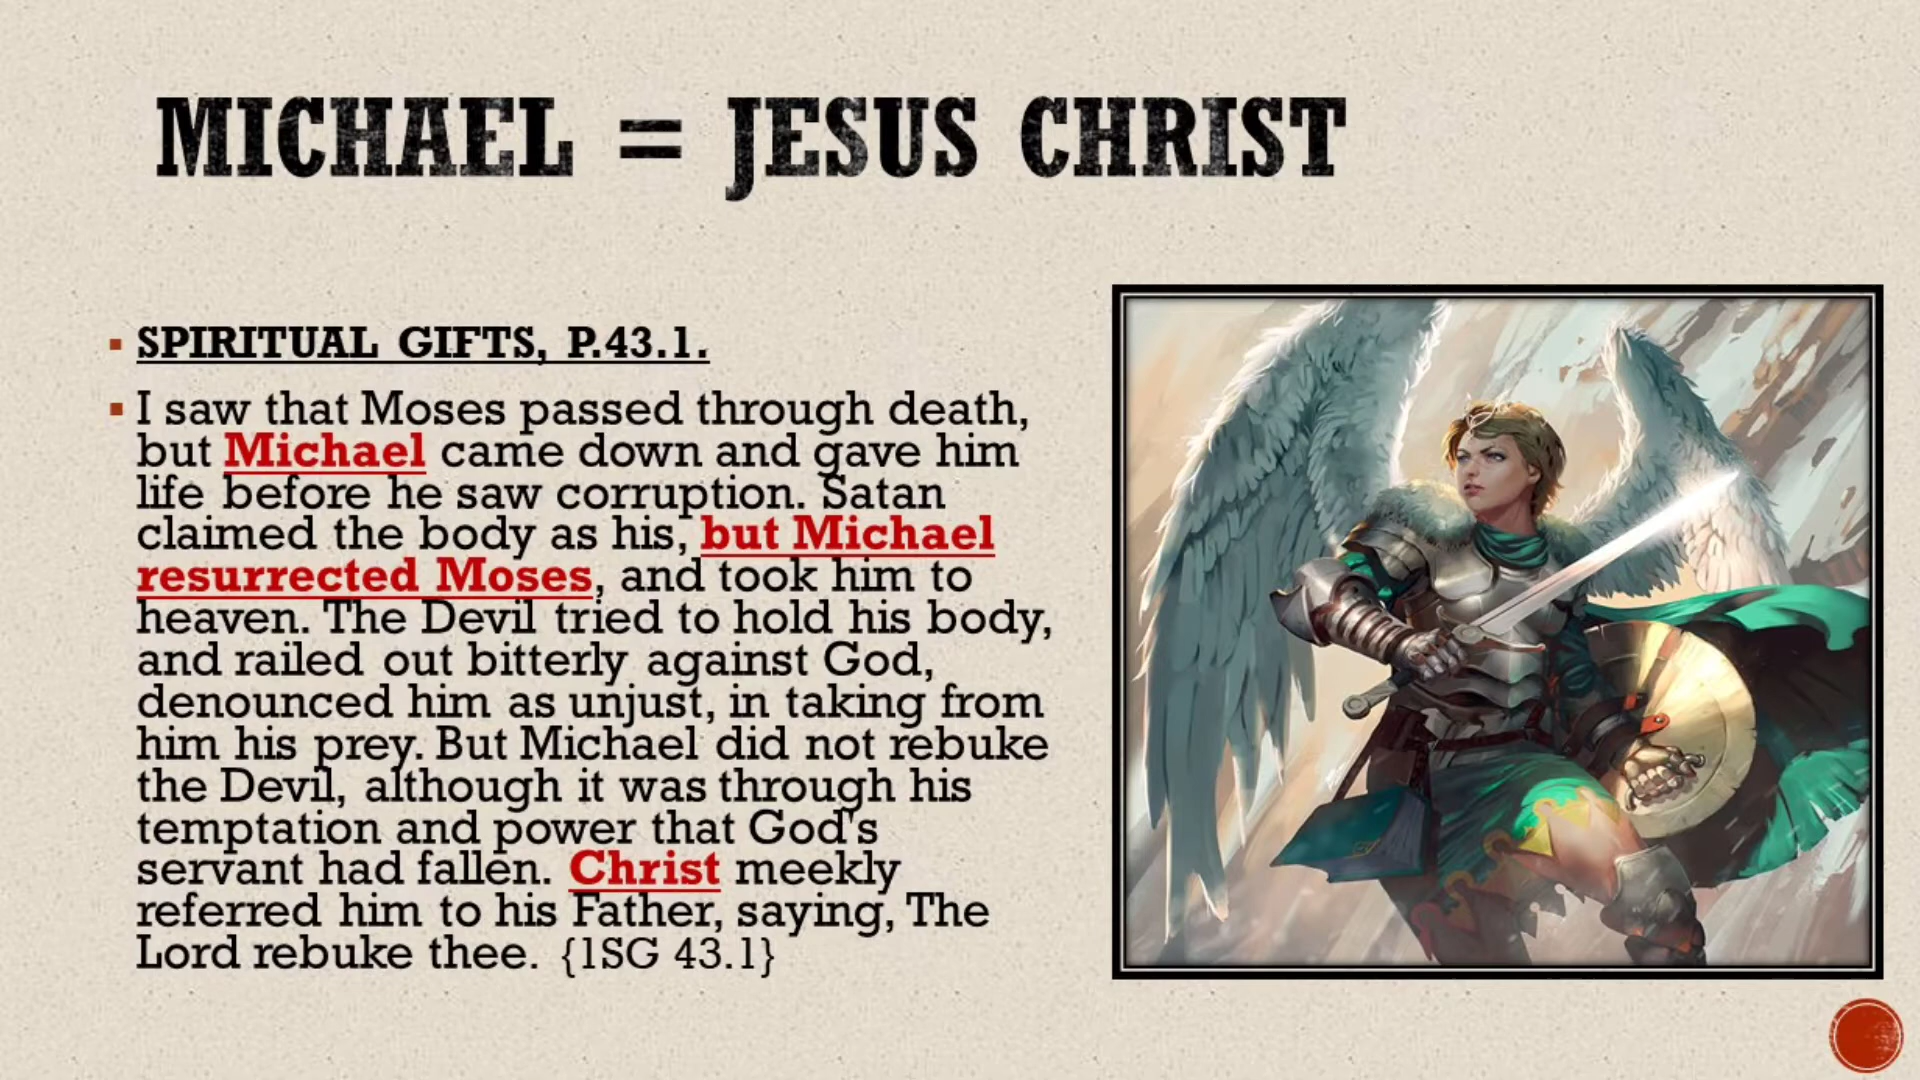 MICHAEL = JESUS CHRIST
SPIRITUAL GIFTS, P.43.1.
I saw that Moses passed through death,
but Michael came down and gave him
life before he saw corruption. Satan
claimed the body as his, but Michael
resurrected Moses, and took him to
heaven. The Devil tried to hold his body,
and railed out bitterly against God,
denounced him as unjust, in taking from
him his prey. But Michael did not rebuke
the Devil, although it was through his
temptation and power that God's
servant had fallen. Christ meekly
referred him to his Father, saying, The
Lord rebuke thee. {1SG 43.1}